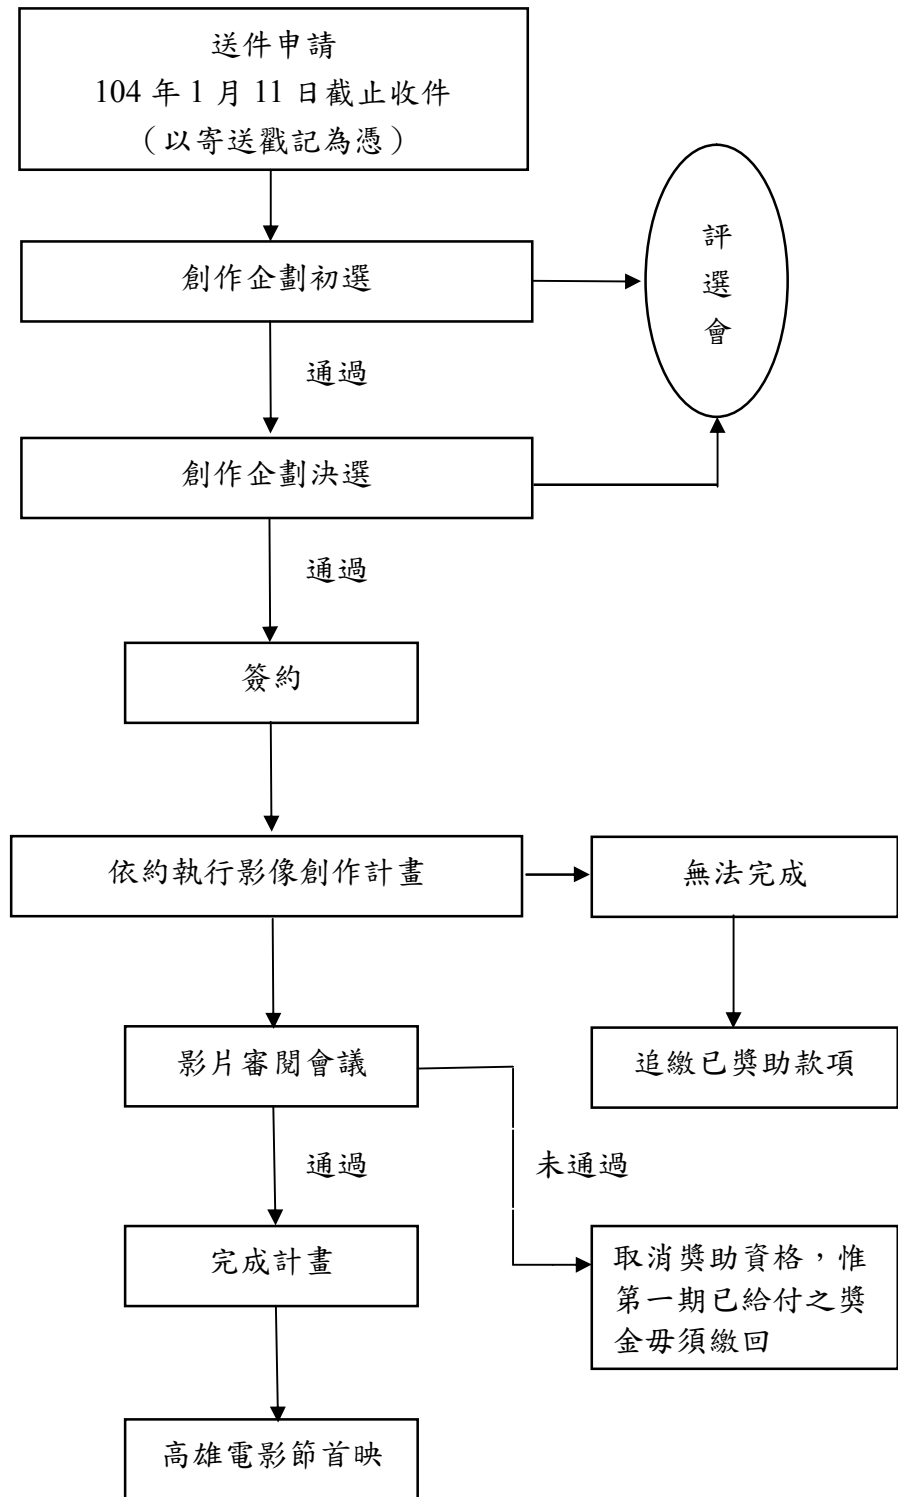 送件申請
104 年 1 月 11 日截止收件
（以寄送戳記為憑）
評
選
會
創作企劃初選
通過
創作企劃決選
通過
簽約
依約執行影像創作計畫
無法完成
影片審閱會議
追繳已獎助款項
通過
未通過
完成計畫
取消獎助資格，惟
第一期已給付之獎
金毋須繳回
高雄電影節首映